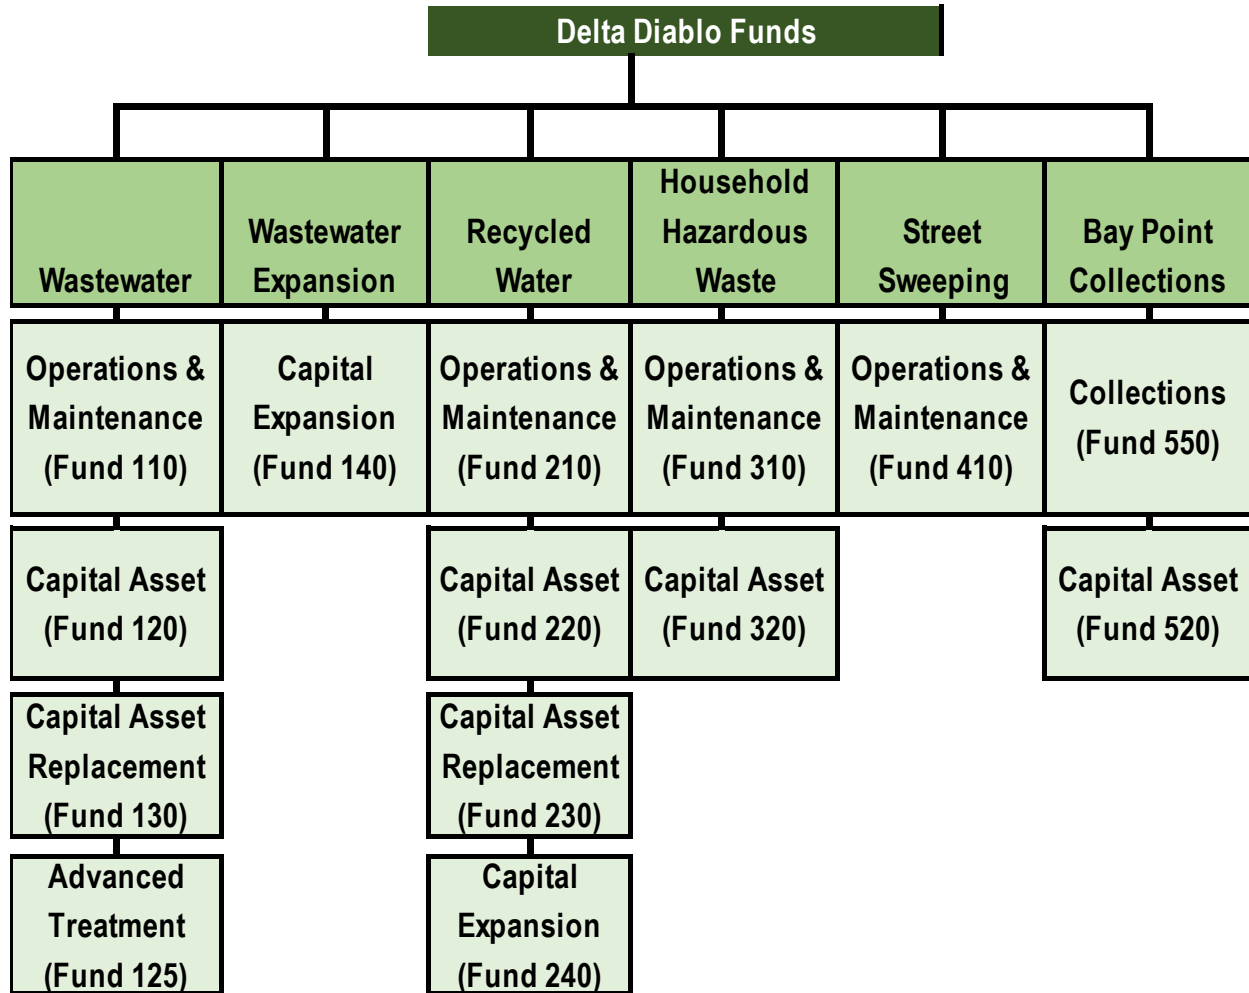 Delta Diablo Funds
Wastewater
Wastewater
Expansion
Recycled
Water
Household
Hazardous
Waste
Street
Sweeping
Bay Point
Collections
Operations &
Maintenance
(Fund 110)
Capital
Expansion
(Fund 140)
Operations &
Maintenance
(Fund 210)
Operations &
Maintenance
(Fund 310)
Operations &
Maintenance
(Fund 410)
Collections
(Fund 550)
Capital Asset
(Fund 120)
Capital Asset
(Fund 220)
Capital Asset
(Fund 320)
Capital Asset
(Fund 520)
Capital Asset
Replacement
(Fund 130)
Capital Asset
Replacement
(Fund 230)
Advanced
Treatment
(Fund 125)
Capital
Expansion
(Fund 240)